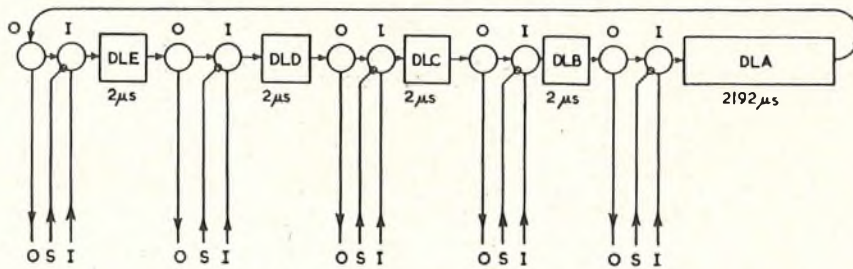 O I O I O I O I O I
DLE DLD DLC DLB DLA
2μs 2μs 2μs 2μs 2192μs
O S I O S I O S I O S I O S I